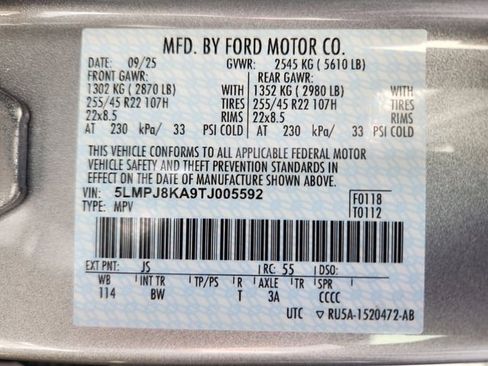 MFD. BY FORD MOTOR CO.
DATE: 09/25 GVWR: 2545 KG ( 5610 LB)
FRONT GAWR: REAR GAWR:
1302 KG ( 2870 LB) 1352 KG ( 2980 LB)
255/45 R22 107H TIRES 255/45 R22 107H TIRES
22x8.5 RIMS 22x8.5 RIMS
AT 230 kPa/ 33 PSI COLD AT 230 kPa/ 33 PSI COLD
THIS VEHICLE CONFORMS TO ALL APPLICABLE FEDERAL MOTOR
VEHICLE SAFETY AND THEFT PREVENTION STANDARDS IN
EFFECT ON THE DATE OF MANUFACTURE SHOWN ABOVE.
VIN: 5LMPJ8KA9TJ005592 F0118
TYPE: MPV T0112
EXT PNT: JS RC: 55 DSO:
WB INT TR TP/PS R AXLE TR SPR
114 BW T 3A CCCC
UTC RU5A-1520472-AB